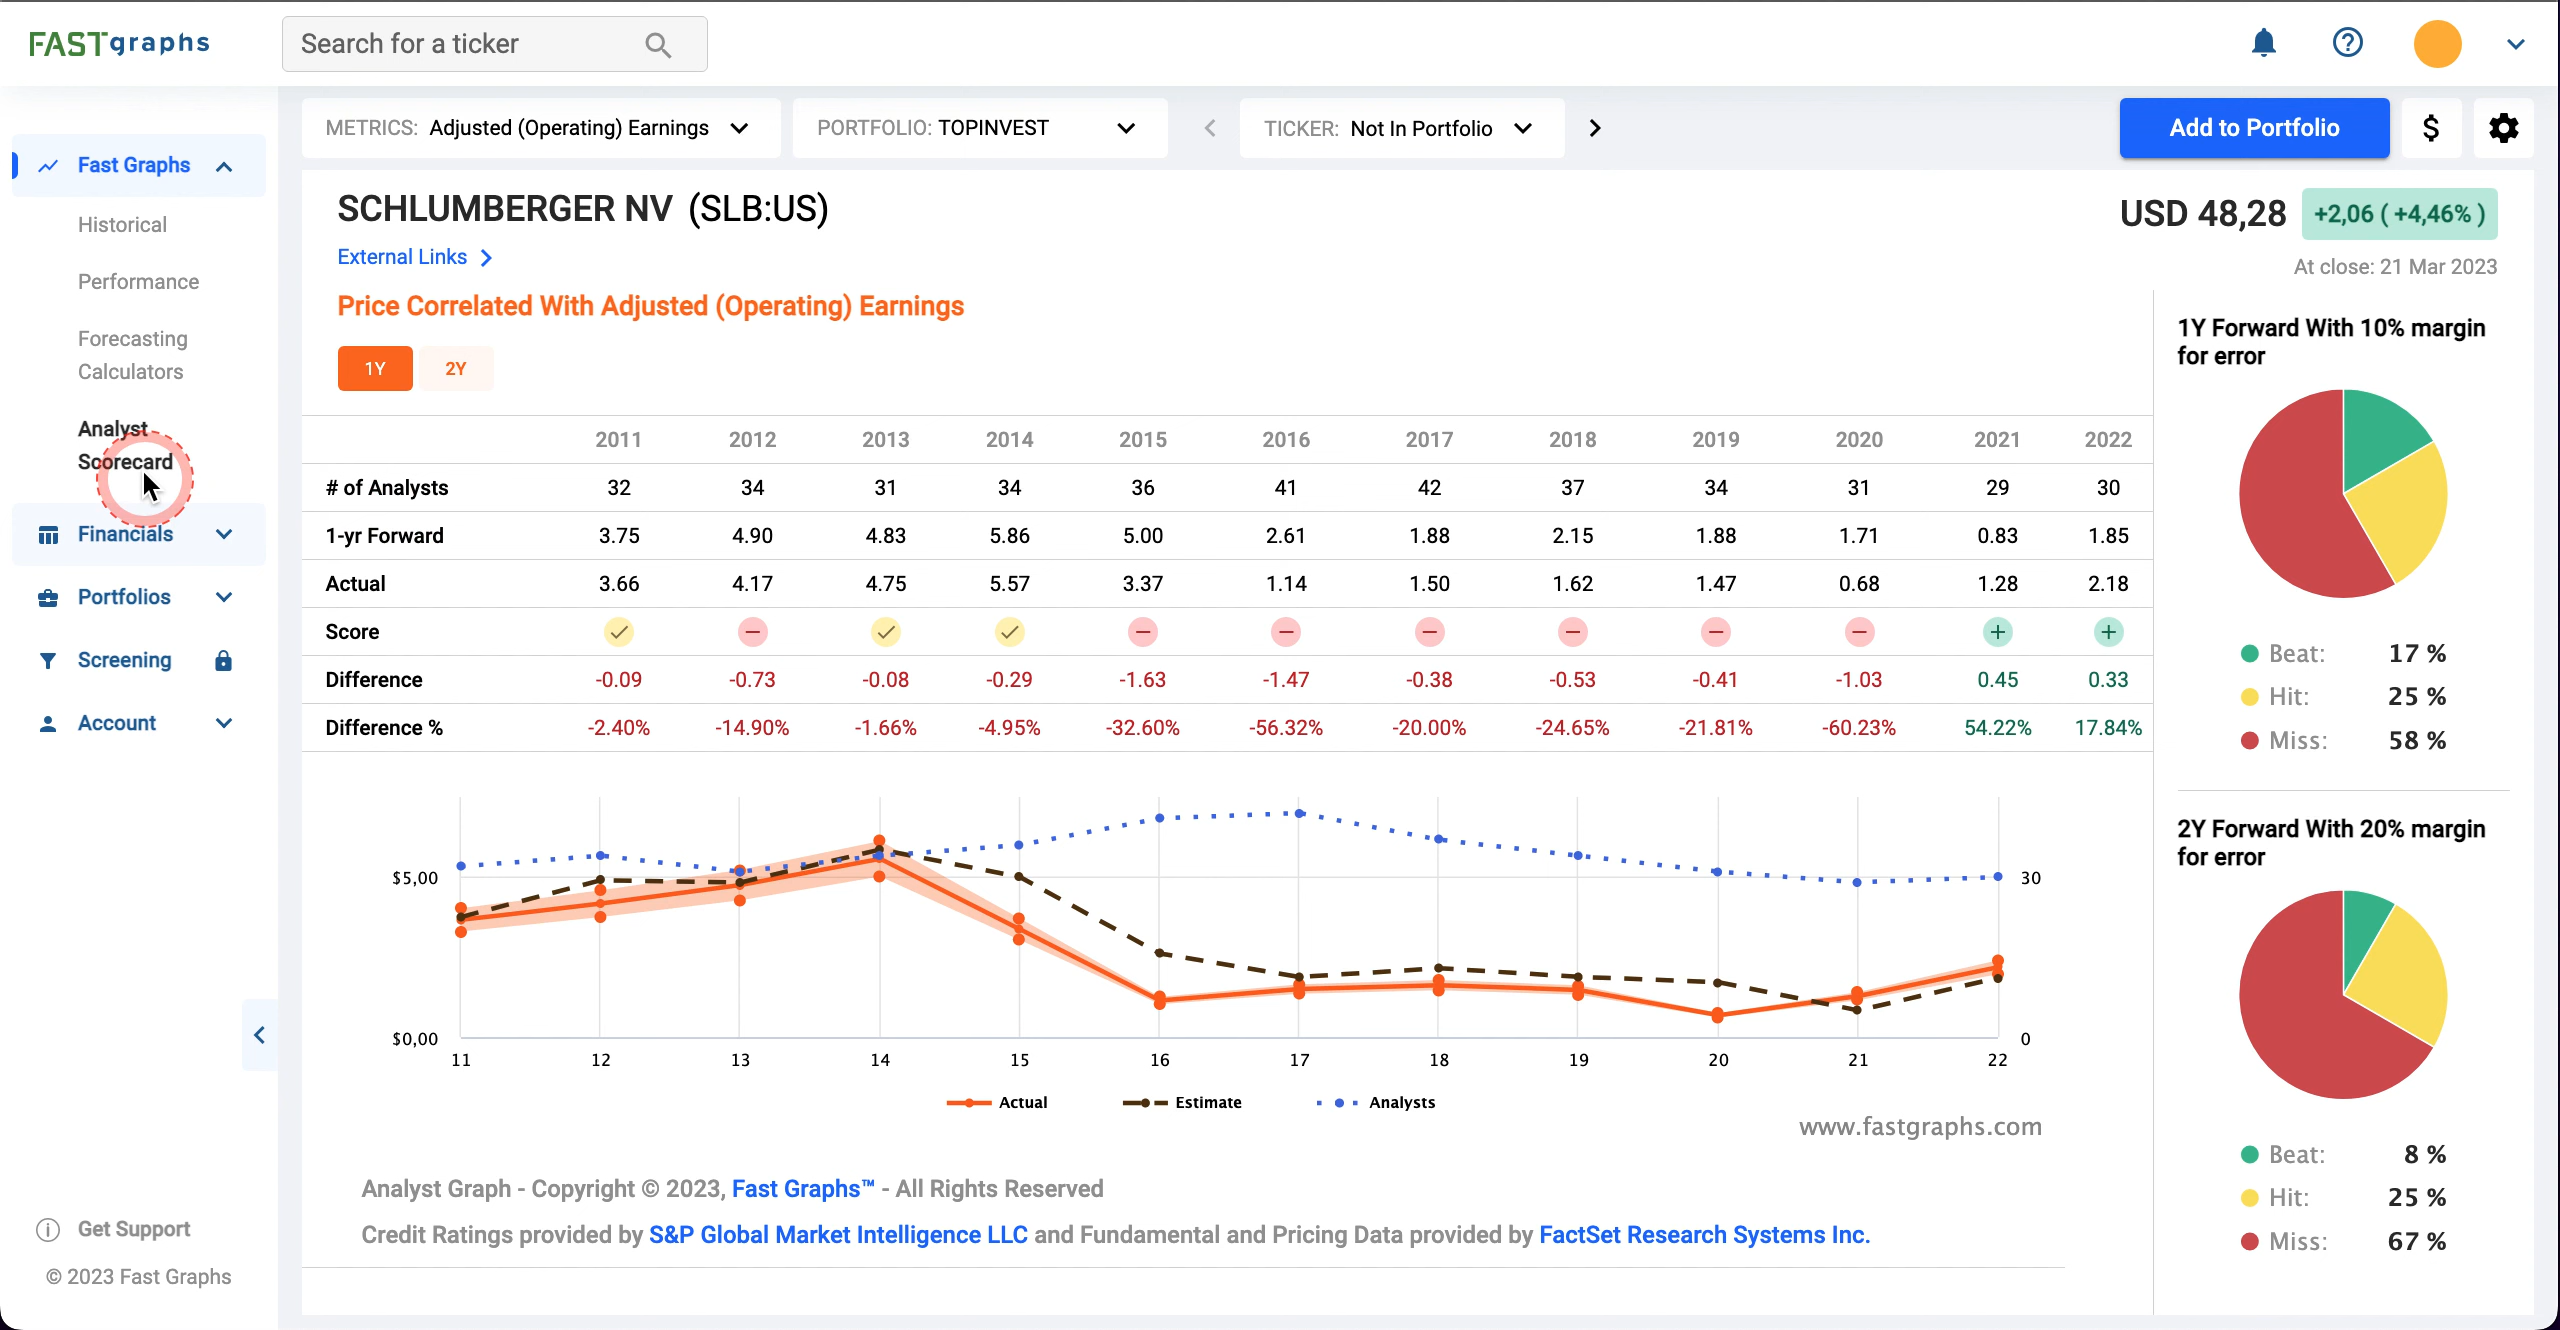 FASTgraphs
Search for a ticker
METRICS: Adjusted (Operating) Earnings
PORTFOLIO: TOPINVEST
TICKER: Not In Portfolio
Add to Portfolio
$
Fast Graphs
Historical
Performance
Forecasting
Calculators
Analyst
Scorecard
Financials
Portfolios
Screening
Account
Get Support
© 2023 Fast Graphs
SCHLUMBERGER NV (SLB:US)
USD 48,28 +2,06 ( +4,46% )
External Links
At close: 21 Mar 2023
Price Correlated With Adjusted (Operating) Earnings
1Y 2Y
2011 2012 2013 2014 2015 2016 2017 2018 2019 2020 2021 2022
# of Analysts 32 34 31 34 36 41 42 37 34 31 29 30
1-yr Forward 3.75 4.90 4.83 5.86 5.00 2.61 1.88 2.15 1.88 1.71 0.83 1.85
Actual 3.66 4.17 4.75 5.57 3.37 1.14 1.50 1.62 1.47 0.68 1.28 2.18
Score
Difference -0.09 -0.73 -0.08 -0.29 -1.63 -1.47 -0.38 -0.53 -0.41 -1.03 0.45 0.33
Difference % -2.40% -14.90% -1.66% -4.95% -32.60% -56.32% -20.00% -24.65% -21.81% -60.23% 54.22% 17.84%
$5,00 30
$0,00 0
11 12 13 14 15 16 17 18 19 20 21 22
Actual Estimate Analysts
www.fastgraphs.com
Analyst Graph - Copyright © 2023, Fast Graphs™ - All Rights Reserved
Credit Ratings provided by S&P Global Market Intelligence LLC and Fundamental and Pricing Data provided by FactSet Research Systems Inc.
1Y Forward With 10% margin
for error
Beat: 17 %
Hit: 25 %
Miss: 58 %
2Y Forward With 20% margin
for error
Beat: 8 %
Hit: 25 %
Miss: 67 %